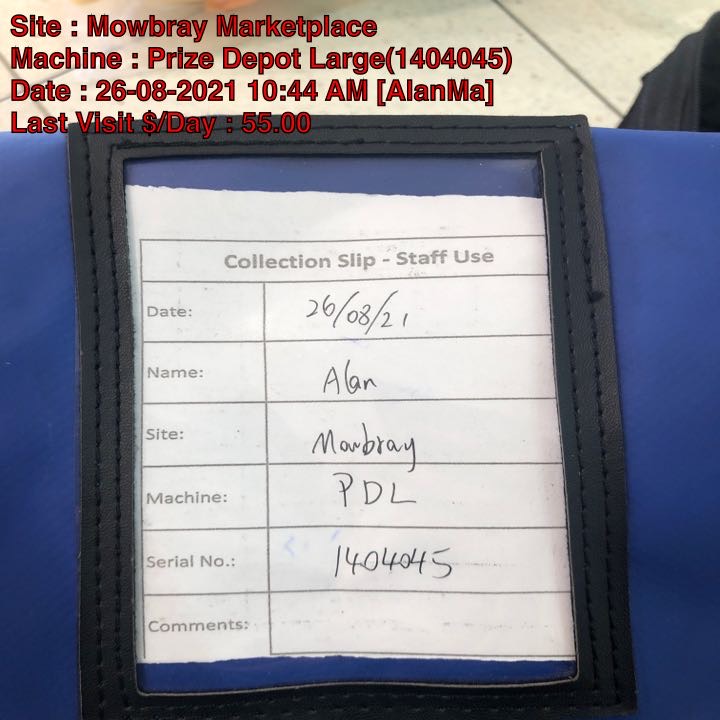 Site : Mowbray Marketplace
Machine : Prize Depot Large(1404045)
Date : 26-08-2021 10:44 AM [AlanMa]
Last Visit $/Day : 55.00
Collection Slip - Staff Use
Date: 26/08/21
Name: Alan
Site: Mowbray
Machine: PDL
Serial No.: 1404045
Comments: